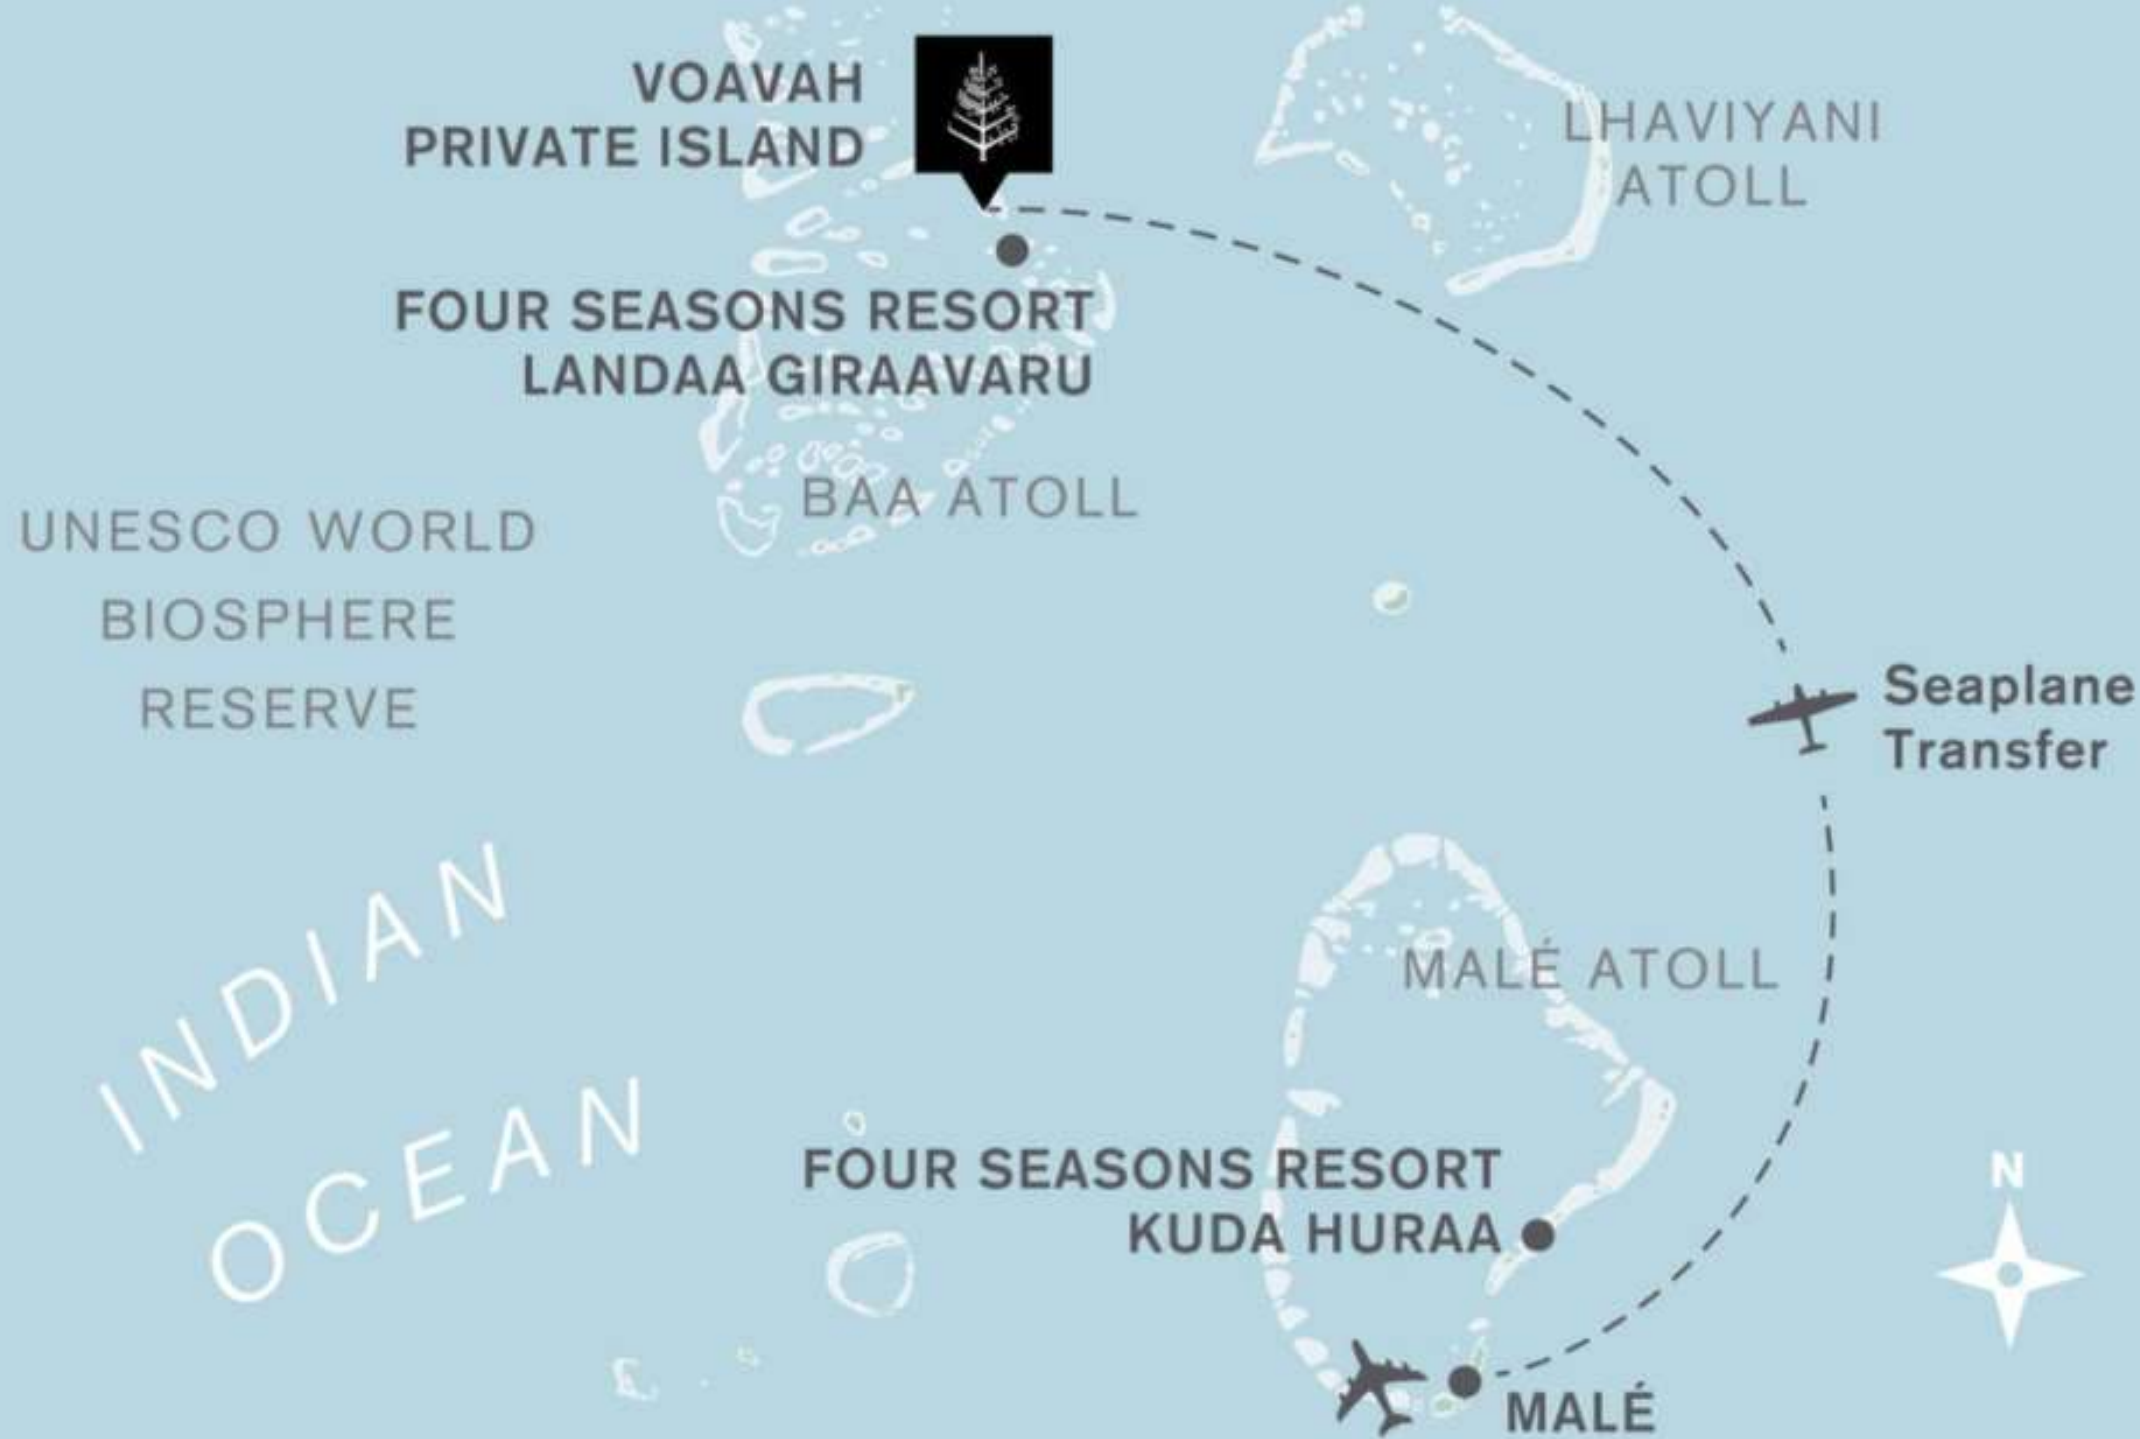 VOAVAH
PRIVATE ISLAND
LHAVIYANI
ATOLL
FOUR SEASONS RESORT
LANDAA GIRAAVARU
BAA ATOLL
UNESCO WORLD
BIOSPHERE
RESERVE
Seaplane
Transfer
INDIAN
OCEAN
MALÉ ATOLL
FOUR SEASONS RESORT
KUDA HURAA
N
MALÉ